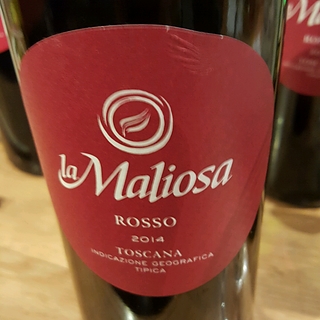 la Maliosa
ROSSO
2014
TOSCANA
INDICAZIONE GEOGRAFICA
TIPICA